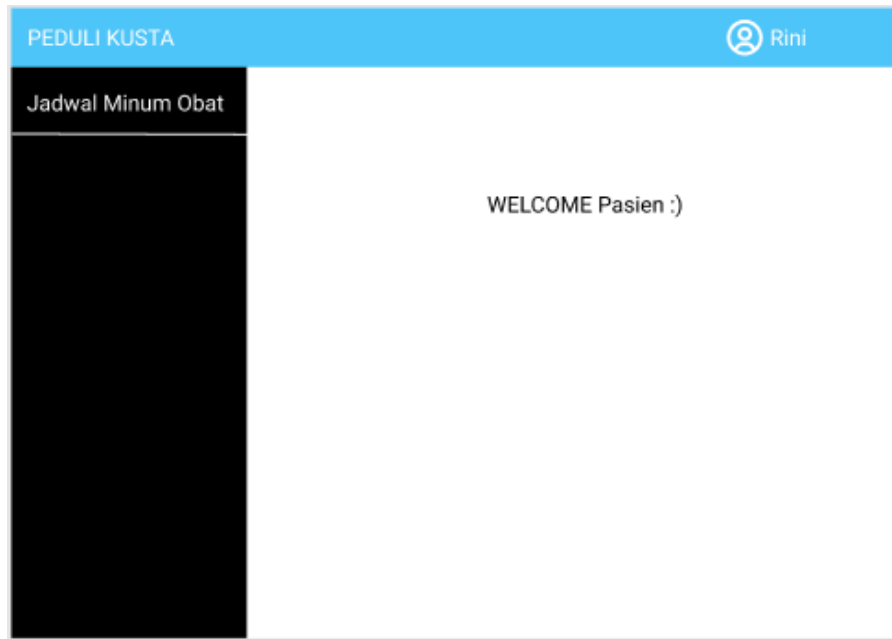 PEDULI KUSTA
Rini
Jadwal Minum Obat
WELCOME Pasien :)